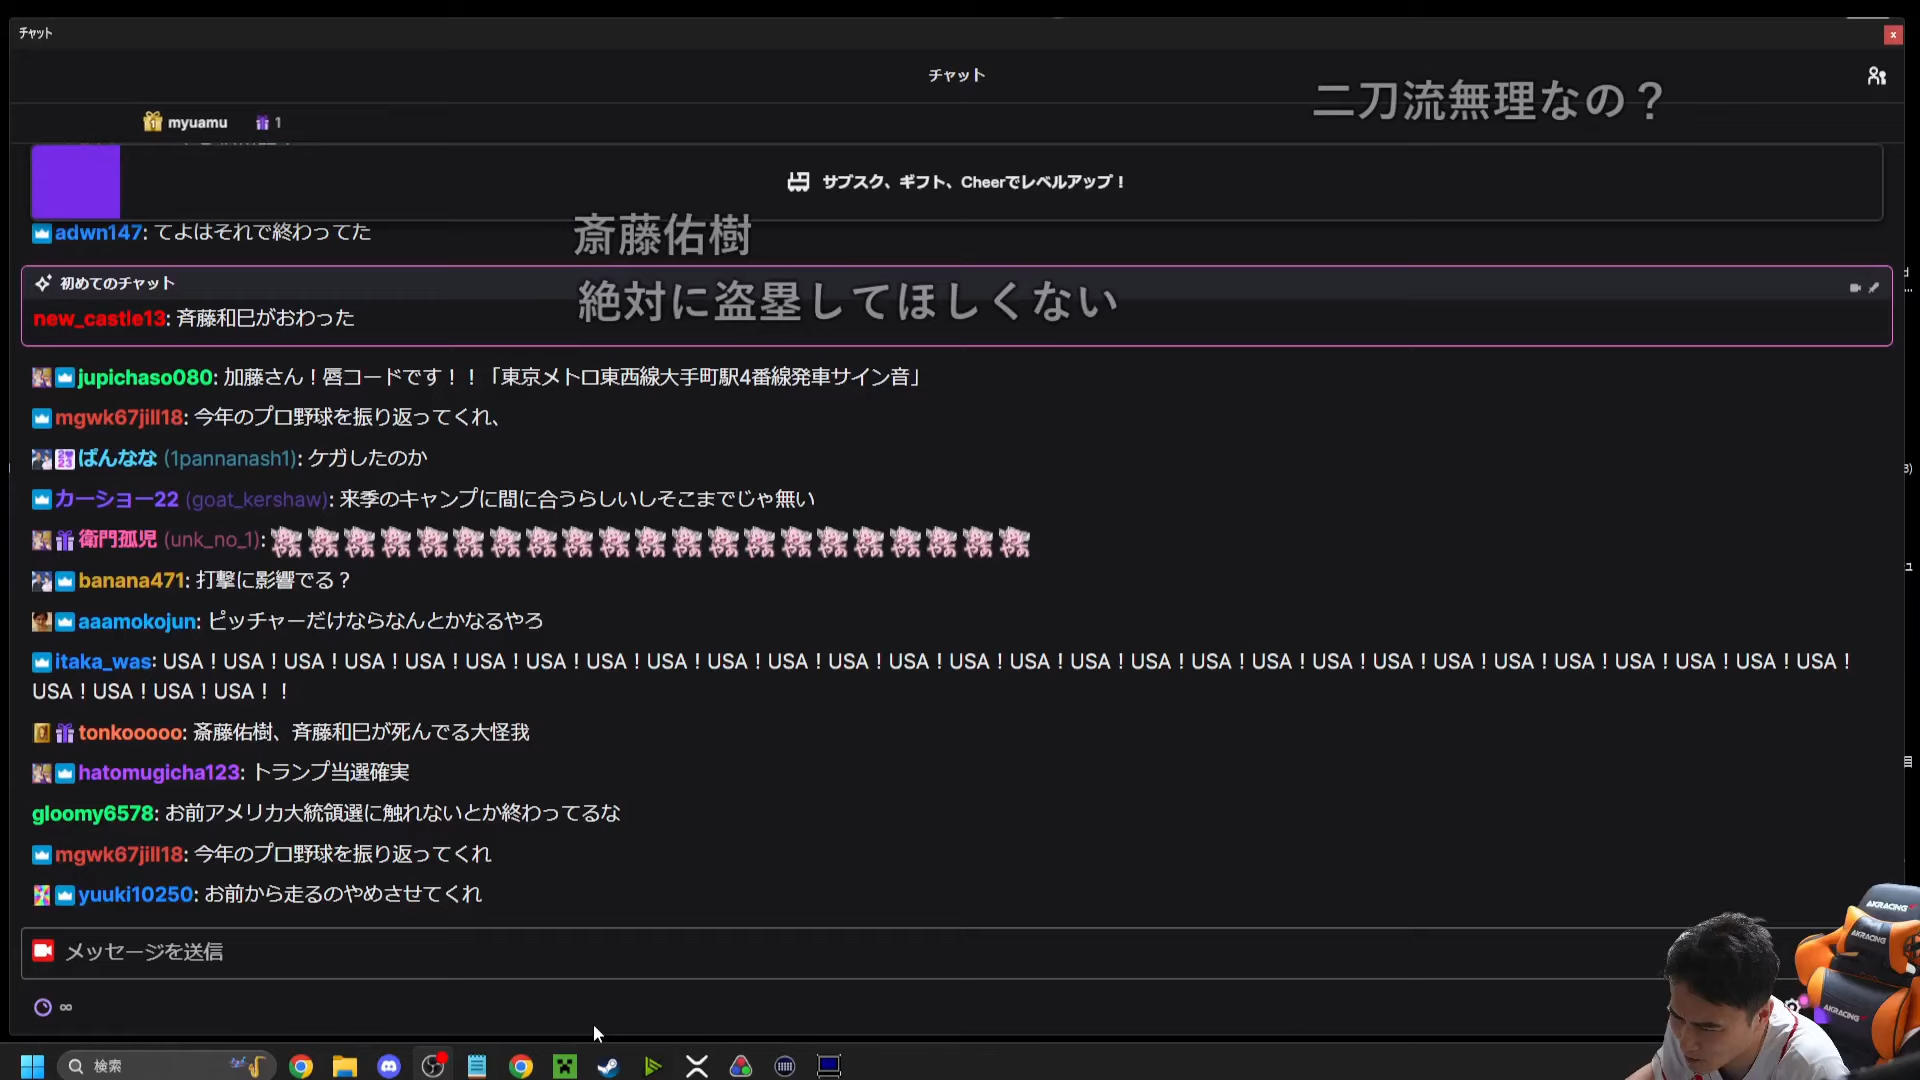 チャット
チャット
二刀流無理なの？
myuamu 1
サブスク、ギフト、Cheerでレベルアップ！
adwn147: てよはそれで終わってた
斎藤佑樹
初めてのチャット
絶対に盗塁してほしくない
new_castle13: 斉藤和巳がおわった
jupichaso080: 加藤さん！唇コードです！！「東京メトロ東西線大手町駅4番線発車サイン音」
mgwk67jill18: 今年のプロ野球を振り返ってくれ、
ぱんなな (1pannanash1): ケガしたのか
カーショー22 (goat_kershaw): 来季のキャンプに間に合うらしいしそこまでじゃ無い
衛門孤児 (unk_no_1):
banana471: 打撃に影響でる？
aaamokojun: ピッチャーだけならなんとかなるやろ
itaka_was: USA！USA！USA！USA！USA！USA！USA！USA！USA！USA！USA！USA！USA！USA！USA！USA！USA！USA！USA！USA！USA！USA！USA！USA！USA！USA！USA！USA！
USA！USA！USA！USA！！
tonkooooo: 斎藤佑樹、斉藤和巳が死んでる大怪我
hatomugicha123: トランプ当選確実
gloomy6578: お前アメリカ大統領選に触れないとか終わってるな
mgwk67jill18: 今年のプロ野球を振り返ってくれ
yuuki10250: お前から走るのやめさせてくれ
メッセージを送信
∞
検索
AKRACING
AKRACING
AKRACING